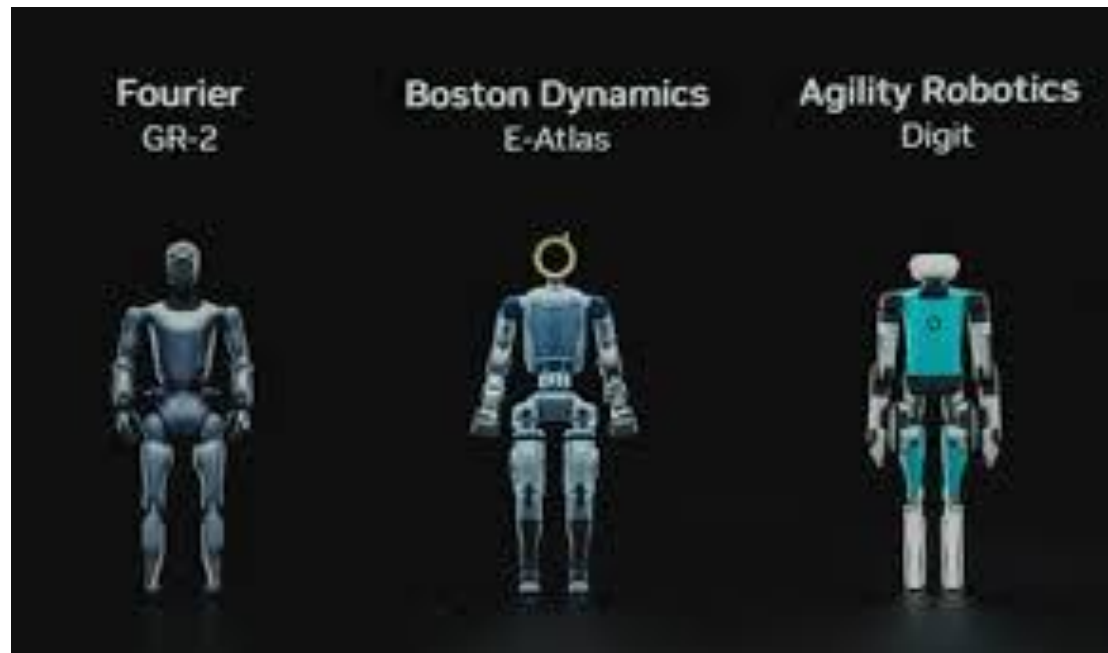 Fourier
GR-2
Boston Dynamics
E-Atlas
Agility Robotics
Digit